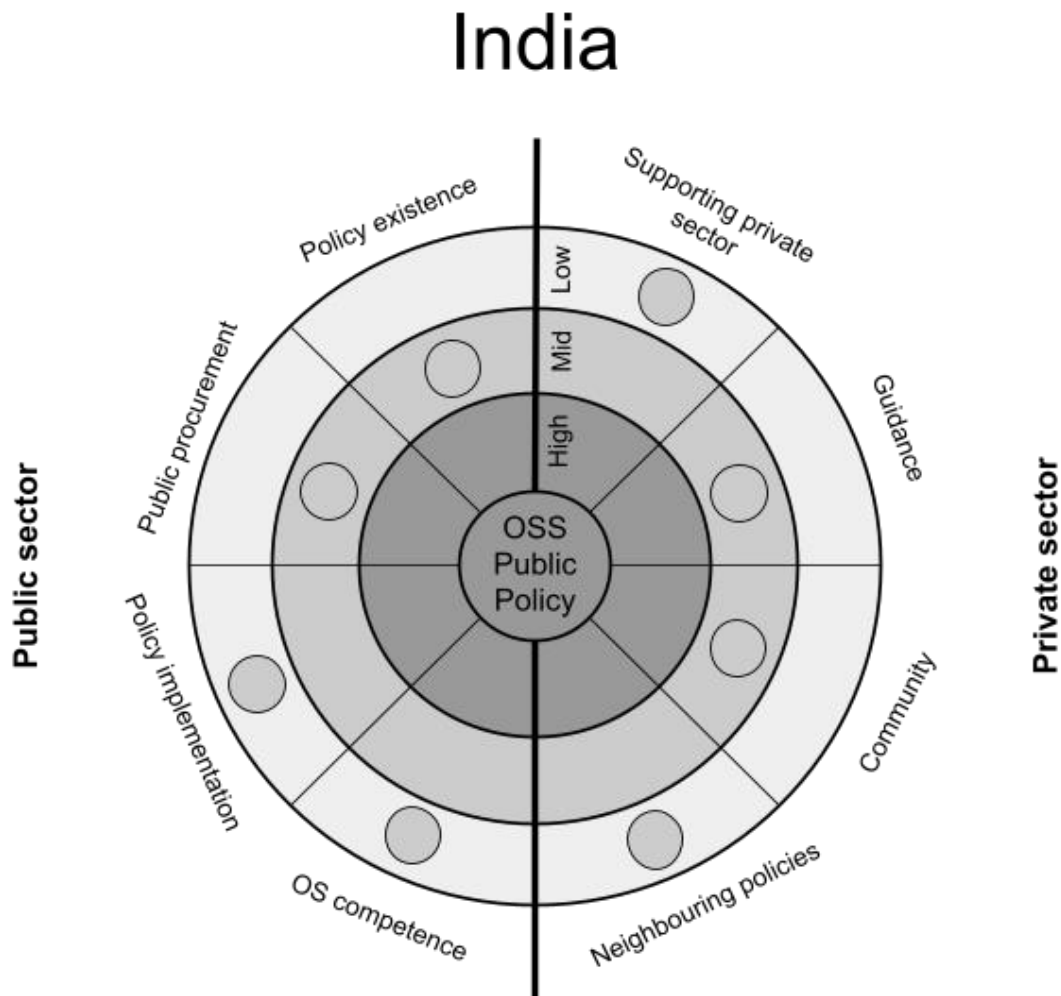 India
Policy existence
Supporting private
sector
Low
Mid
High
Public procurement
Guidance
Public sector
OSS
Public
Policy
Private sector
Policy implementation
Community
OS competence
Neighbouring policies